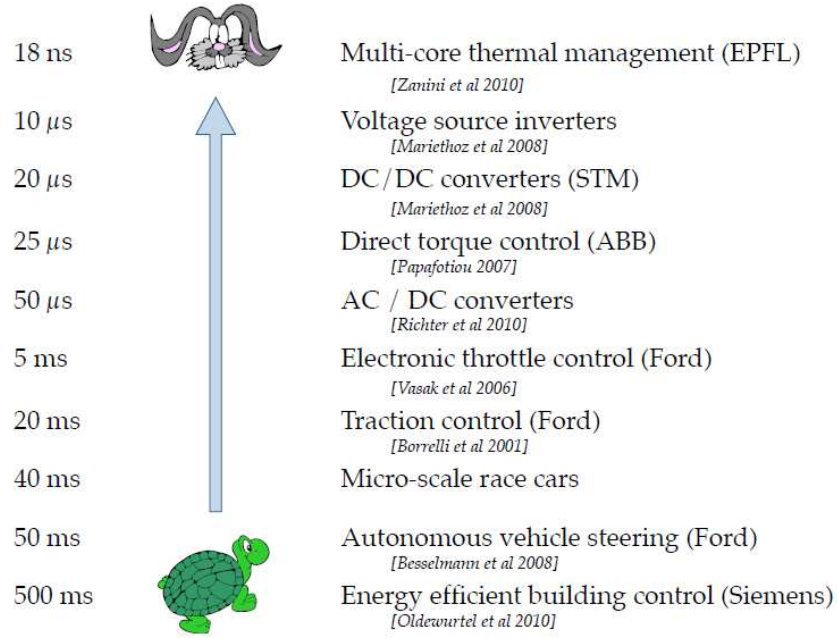 18 ns Multi-core thermal management (EPFL)
[Zanini et al 2010]
10 μs Voltage source inverters
[Mariethoz et al 2008]
20 μs DC/DC converters (STM)
[Mariethoz et al 2008]
25 μs Direct torque control (ABB)
[Papafotiou 2007]
50 μs AC / DC converters
[Richter et al 2010]
5 ms Electronic throttle control (Ford)
[Vasak et al 2006]
20 ms Traction control (Ford)
[Borrelli et al 2001]
40 ms Micro-scale race cars
50 ms Autonomous vehicle steering (Ford)
[Besselmann et al 2008]
500 ms Energy efficient building control (Siemens)
[Oldewurtel et al 2010]